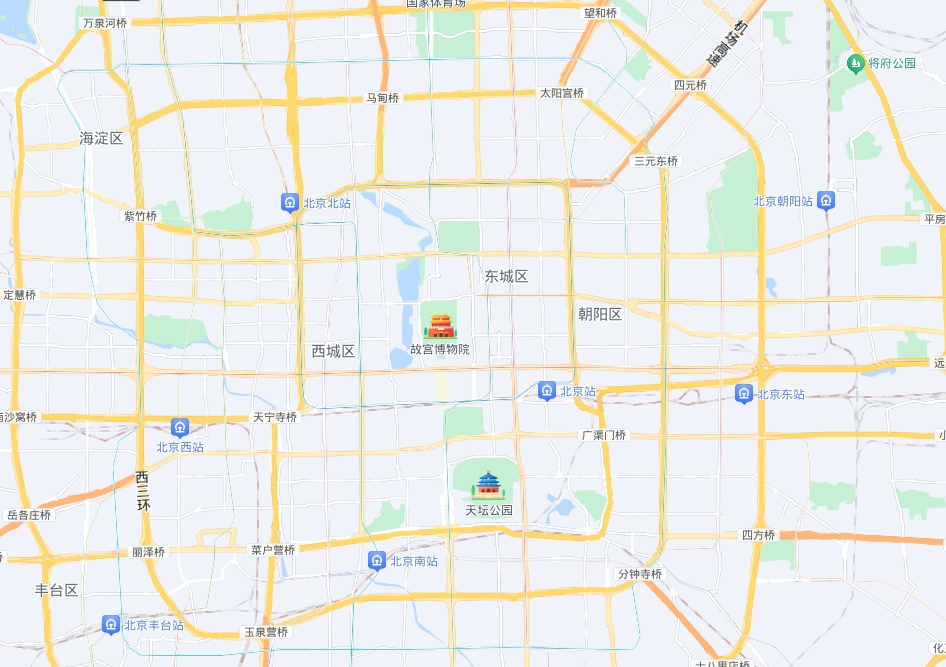 国家体育场
万泉河桥
望和桥
机场高速
将府公园
四元桥
太阳宫桥
马甸桥
海淀区
三元东桥
北京北站
北京朝阳站
紫竹桥
平房
东城区
定慧桥
朝阳区
西城区
故宫博物院
远
北京站
北京东站
沙窝桥
天宁寺桥
广渠门桥
北京西站
西三环
天坛公园
岳各庄桥
四方桥
丽泽桥
菜户营桥
北京南站
分钟寺桥
丰台区
北京丰台站
玉泉营桥
化
十八里店桥